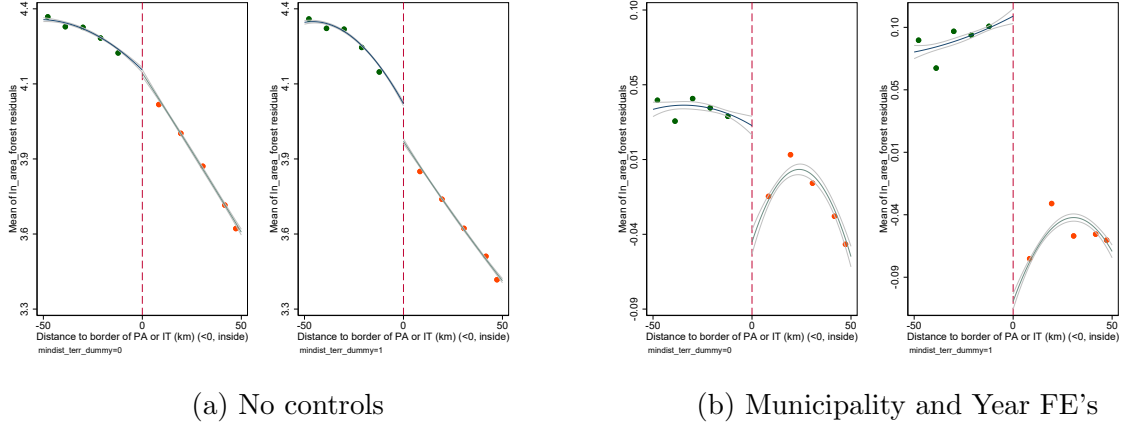 Mean of ln_area_forest residuals
4.4
4.1
3.9
3.6
3.3
-50
0
50
Distance to border of PA or IT (km) (<0, inside)
mindist_terr_dummy=0
Mean of ln_area_forest residuals
4.4
4.1
3.9
3.6
3.3
-50
0
50
Distance to border of PA or IT (km) (<0, inside)
mindist_terr_dummy=1
(a) No controls
Mean of ln_area_forest residuals
0.10
0.05
0.01
-0.04
-0.09
-50
0
50
Distance to border of PA or IT (km) (<0, inside)
mindist_terr_dummy=0
Mean of ln_area_forest residuals
0.10
0.05
0.01
-0.04
-0.09
-50
0
50
Distance to border of PA or IT (km) (<0, inside)
mindist_terr_dummy=1
(b) Municipality and Year FE's